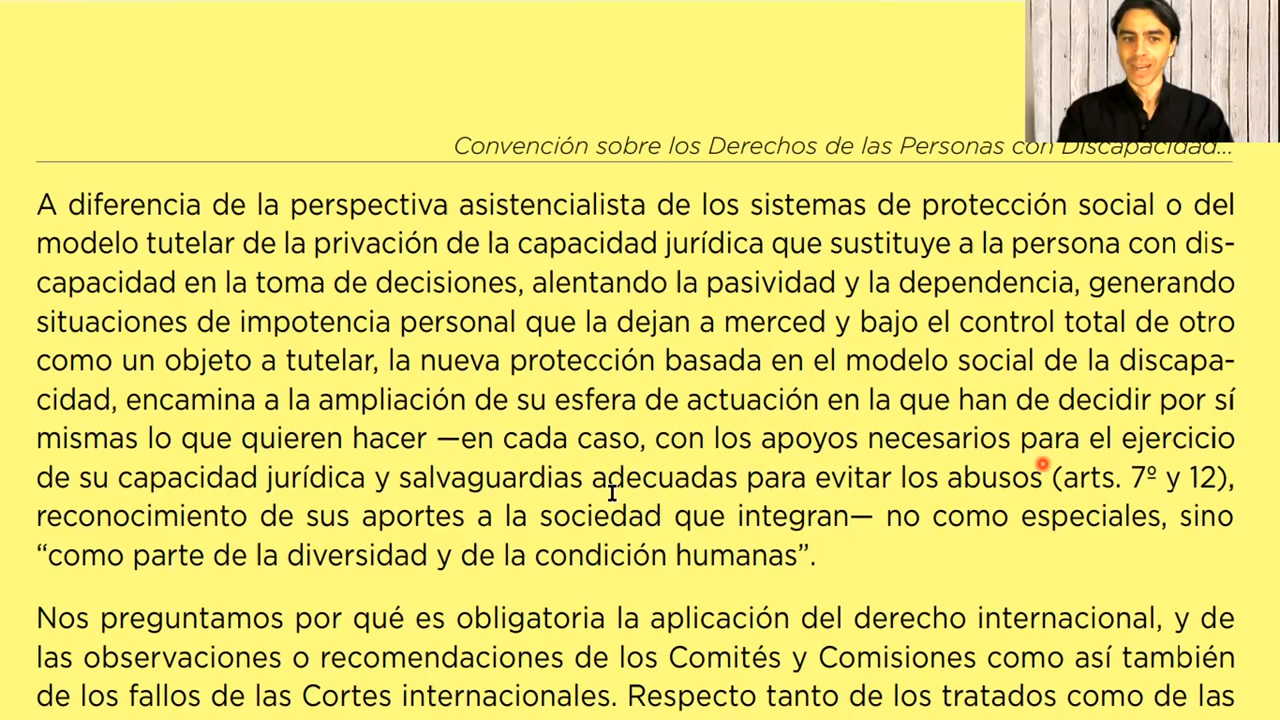 Convención sobre los Derechos de las Personas con Discapacidad...
A diferencia de la perspectiva asistencialista de los sistemas de protección social o del
modelo tutelar de la privación de la capacidad jurídica que sustituye a la persona con dis-
capacidad en la toma de decisiones, alentando la pasividad y la dependencia, generando
situaciones de impotencia personal que la dejan a merced y bajo el control total de otro
como un objeto a tutelar, la nueva protección basada en el modelo social de la discapa-
cidad, encamina a la ampliación de su esfera de actuación en la que han de decidir por sí
mismas lo que quieren hacer —en cada caso, con los apoyos necesarios para el ejercicio
de su capacidad jurídica y salvaguardias adecuadas para evitar los abusos (arts. 7º y 12),
reconocimiento de sus aportes a la sociedad que integran— no como especiales, sino
“como parte de la diversidad y de la condición humanas”.
Nos preguntamos por qué es obligatoria la aplicación del derecho internacional, y de
las observaciones o recomendaciones de los Comités y Comisiones como así también
de los fallos de las Cortes internacionales. Respecto tanto de los tratados como de las